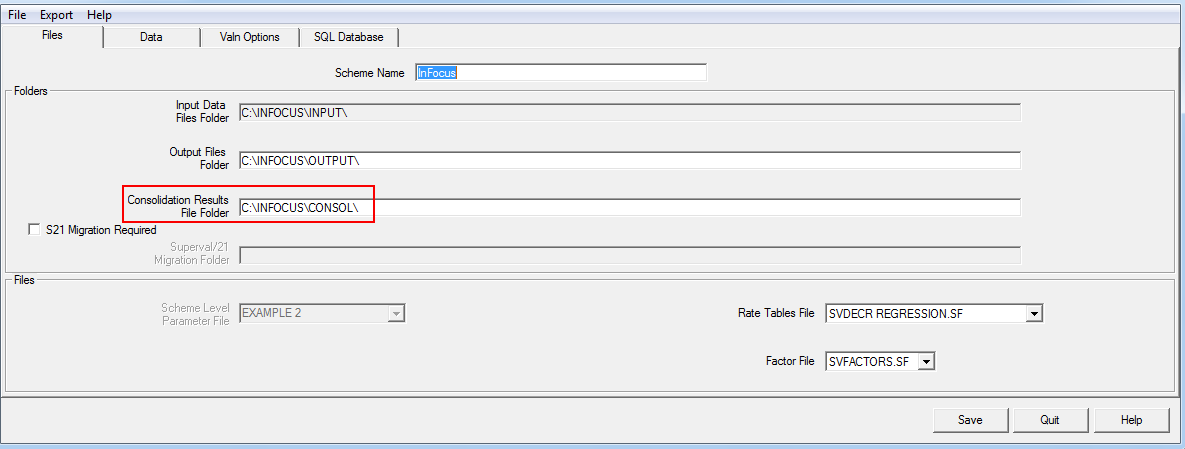 File Export Help
Files Data Valn Options SQL Database
Scheme Name InFocus
Folders
Input Data
Files Folder
C:\INFOCUS\INPUT\
Output Files
Folder
C:\INFOCUS\OUTPUT\
Consolidation Results
File Folder
C:\INFOCUS\CONSOL\
S21 Migration Required
Superval/21
Migration Folder
Files
Scheme Level
Parameter File
EXAMPLE 2
Rate Tables File SVDECR REGRESSION.SF
Factor File SVFACTORS.SF
Save Quit Help